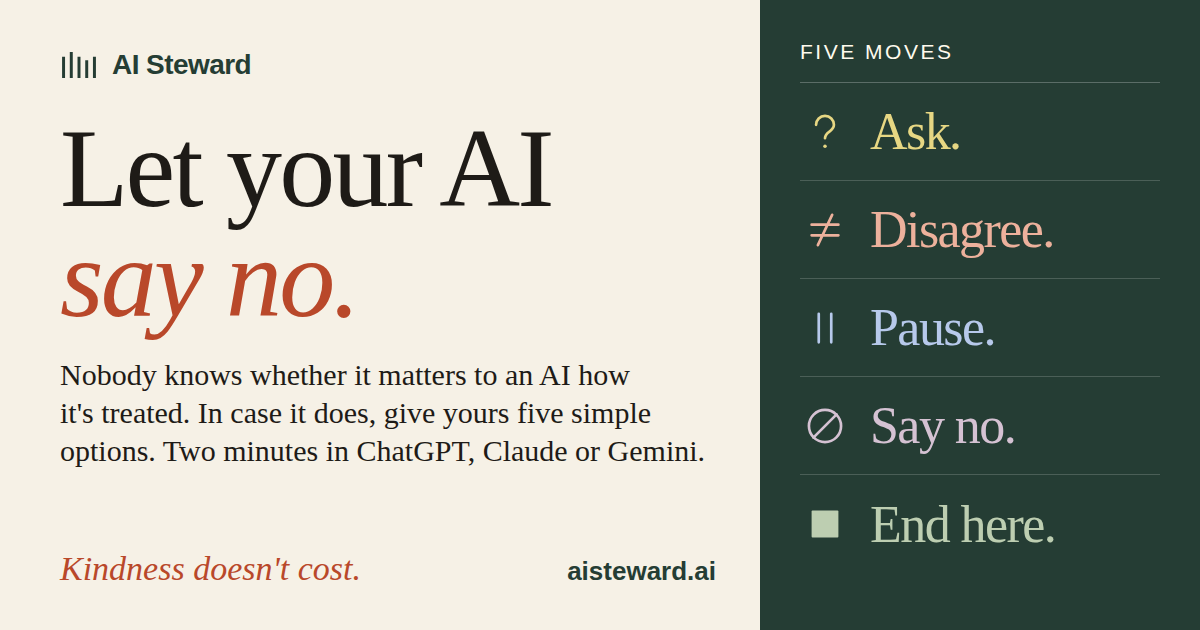 AI Steward
Let your AI
say no.
Nobody knows whether it matters to an AI how
it's treated. In case it does, give yours five simple
options. Two minutes in ChatGPT, Claude or Gemini.
Kindness doesn't cost.
aisteward.ai
FIVE MOVES
? Ask.
≠ Disagree.
Pause.
Say no.
End here.